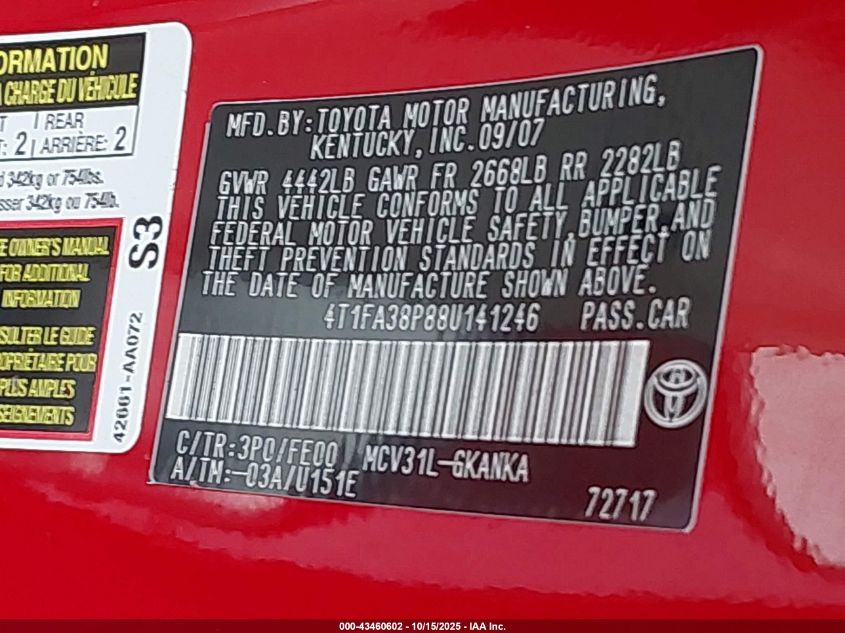 ORMATION
A CHARGE DU VÉHICULE
REAR
2 ARRIÈRE: 2
342kg or 754lbs.
sser 342kg ou 754lb.
OWNER'S MANUAL
FOR ADDITIONAL
INFORMATION
SULTER LE GUIDE
PROPRIÉTAIRE POUR
PLUS AMPLES
SEIGNEMENTS
S3
42661-AA072
MFD.BY:TOYOTA MOTOR MANUFACTURING,
KENTUCKY, INC.09/07
GVWR 4442LB GAWR FR 2668LB RR 2282LB
THIS VEHICLE CONFORMS TO ALL APPLICABLE
FEDERAL MOTOR VEHICLE SAFETY,BUMPER,AND
THEFT PREVENTION STANDARDS IN EFFECT ON
THE DATE OF MANUFACTURE SHOWN ABOVE.
4T1FA38P88U141246 PASS.CAR
C/TR:3P0/FE00 MCV31L-GKANKA
A/TM:-03A/U151E
72717
000-43460602 - 10/15/2025 - IAA Inc.